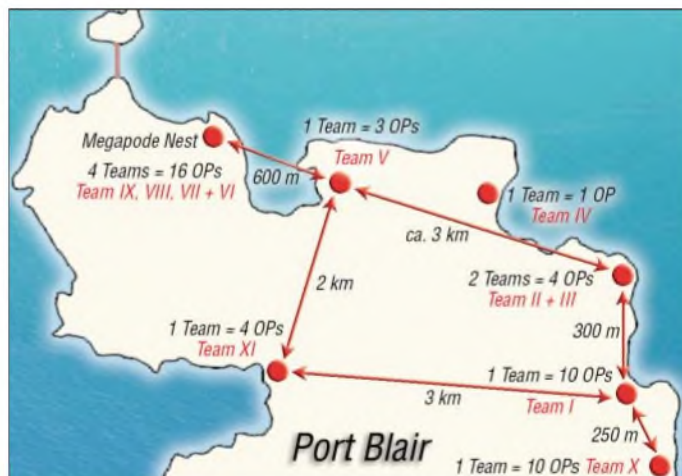 1 Team = 3 OPs
Team V
Megapode Nest
4 Teams = 16 OPs
Team IX, VIII, VII + VI
600 m
1 Team = 1 OP
Team IV
ca. 3 km
2 km
2 Teams = 4 OPs
Team II + III
300 m
1 Team = 4 OPs
Team XI
1 Team = 10 OPs
Team I
3 km
250 m
Port Blair
1 Team = 10 OPs Team X